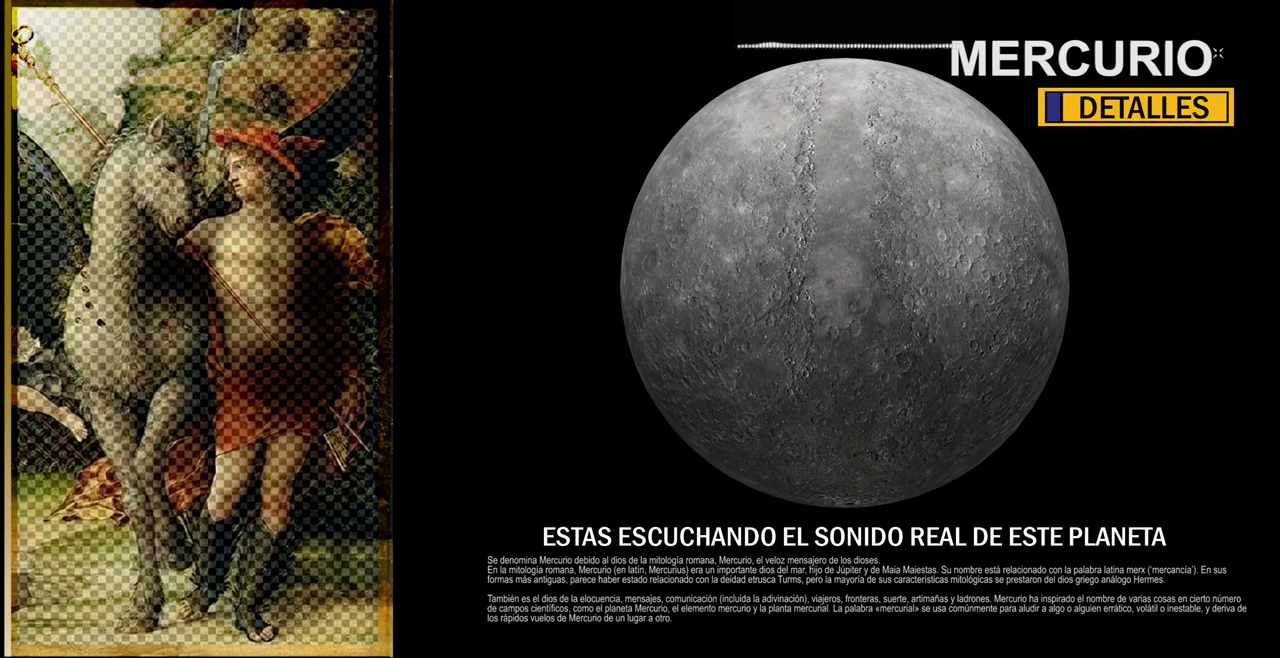 MERCURIO
DETALLES
ESTAS ESCUCHANDO EL SONIDO REAL DE ESTE PLANETA
Se denomina Mercurio debido al dios de la mitología romana, Mercurio, el veloz mensajero de los dioses.
En la mitología romana, Mercurio (en latín, Mercurius) era un importante dios del mar, hijo de Júpiter y de Maia Maiestas. Su nombre está relacionado con la palabra latina merx (‘mercancía’). En sus
formas más antiguas, parece haber estado relacionado con la deidad etrusca Turms, pero la mayoría de sus características mitológicas se prestaron del dios griego análogo Hermes.
También es el dios de la elocuencia, mensajes, comunicación (incluida la adivinación), viajeros, fronteras, suerte, artimañas y ladrones. Mercurio ha inspirado el nombre de varias cosas en cierto número
de campos científicos, como el planeta Mercurio, el elemento mercurio y la planta mercurial. La palabra «mercurial» se usa comúnmente para aludir a algo o alguien errático, volátil o inestable, y deriva de
los rápidos vuelos de Mercurio de un lugar a otro.